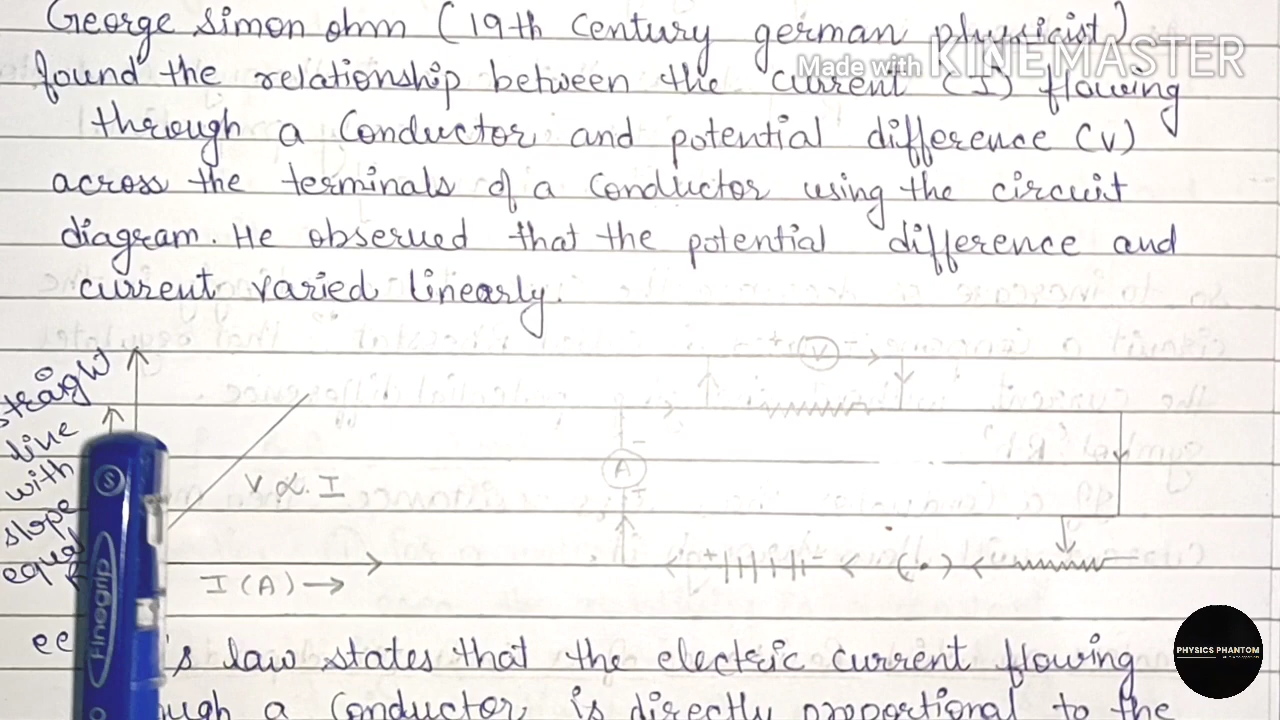 George Simon ohm (19th Century german physicist)
Made with KINEMASTER
found the relationship between the current (I) flowing
through a Conductor and potential difference (V)
across the terminals of a Conductor using the circuit
diagram. He observed that the potential difference and
current varied linearly.
V
straight
line
with
slope
equal
A
V ∝ I
I (A) →
+ -
(.)
Finogrip
's law states that the electric current flowing
a Conductor is directly proportional to the
PHYSICS PHANTOM